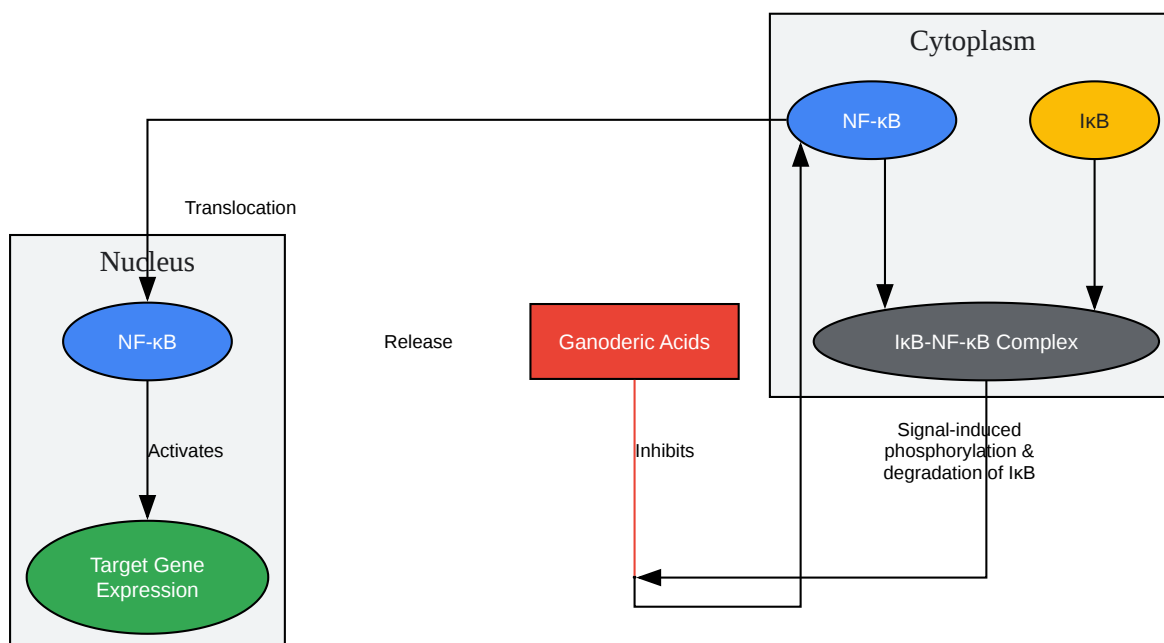 Cytoplasm
NF-κB
IκB
Translocation
Nucleus
NF-κB
Release
Ganoderic Acids
IκB-NF-κB Complex
Activates
Inhibits
Signal-induced
phosphorylation &
degradation of IκB
Target Gene
Expression